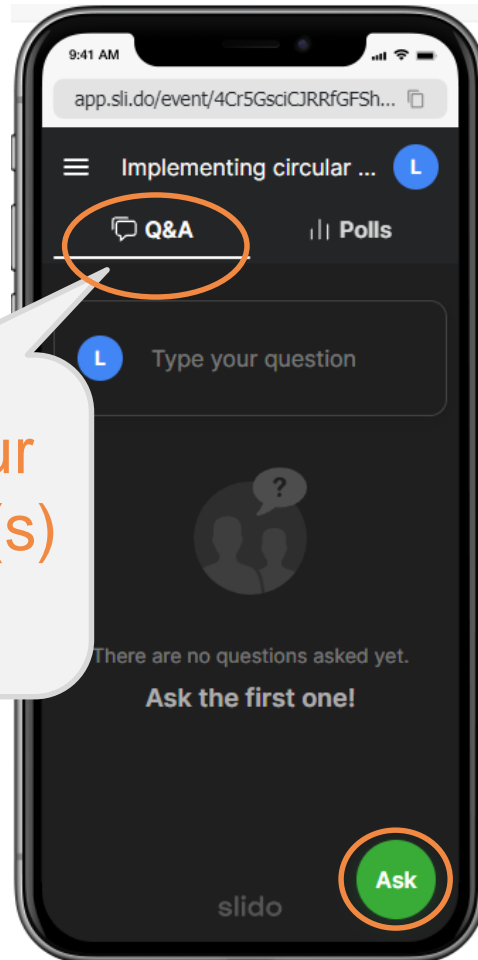 9:41 AM
app.sli.do/event/4Cr5GsciCJRRfGFSh...
Implementing circular ... L
Q&A Polls
L Type your question
?
ur
(s)
There are no questions asked yet.
Ask the first one!
Ask
slido